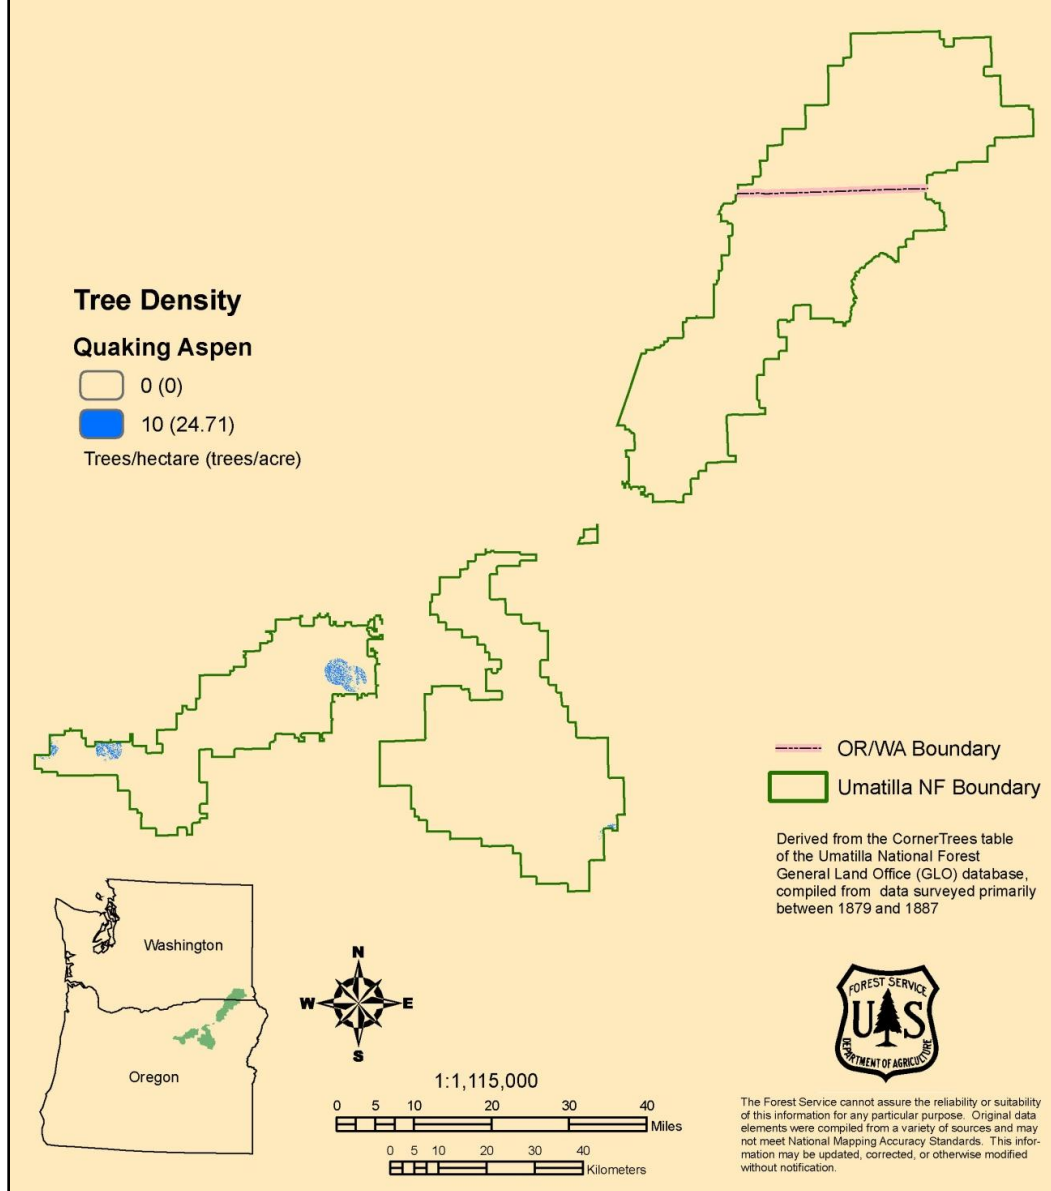 Tree Density
Quaking Aspen
0 (0)
10 (24.71)
Trees/hectare (trees/acre)
OR/WA Boundary
Umatilla NF Boundary
Derived from the CornerTrees table
of the Umatilla National Forest
General Land Office (GLO) database,
compiled from data surveyed primarily
between 1879 and 1887
Washington
Oregon
N
W
E
S
1:1,115,000
0 5 10 20 30 40
Miles
0 5 10 20 30 40
Kilometers
FOREST SERVICE
U S
DEPARTMENT OF AGRICULTURE
The Forest Service cannot assure the reliability or suitability
of this information for any particular purpose. Original data
elements were compiled from a variety of sources and may
not meet National Mapping Accuracy Standards. This infor-
mation may be updated, corrected, or otherwise modified
without notification.